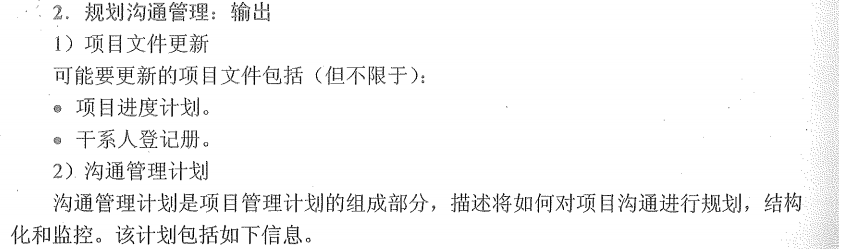 2．规划沟通管理：输出
1）项目文件更新
可能要更新的项目文件包括（但不限于）：
● 项目进度计划。
● 干系人登记册。
2）沟通管理计划
沟通管理计划是项目管理计划的组成部分，描述将如何对项目沟通进行规划，结构
化和监控。该计划包括如下信息。